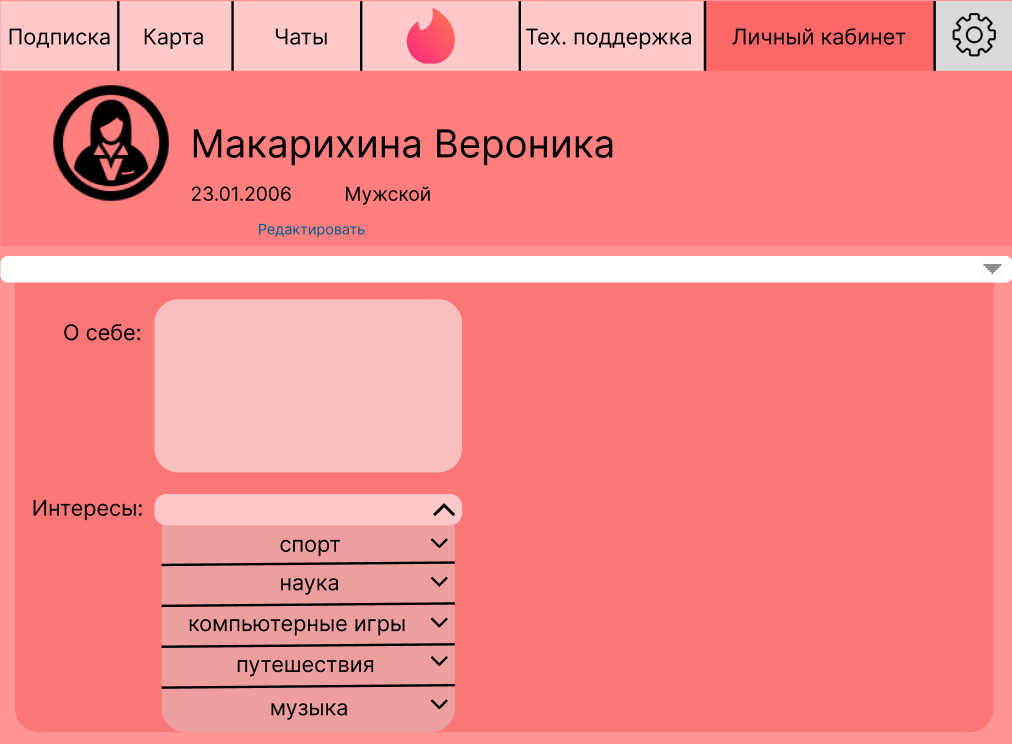 Подписка Карта Чаты Тех. поддержка Личный кабинет
Макарихина Вероника
23.01.2006 Мужской
Редактировать
О себе:
Интересы:
спорт
наука
компьютерные игры
путешествия
музыка